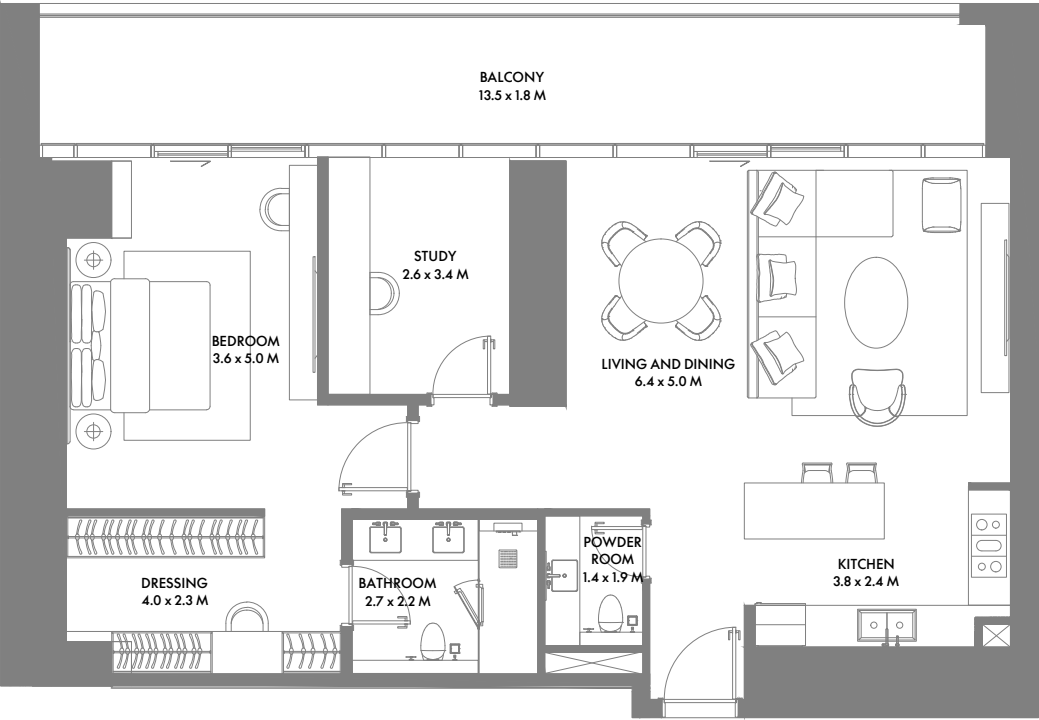 BALCONY
13.5 x 1.8 M
STUDY
2.6 x 3.4 M
BEDROOM
3.6 x 5.0 M
LIVING AND DINING
6.4 x 5.0 M
POWDER
ROOM
1.4 x 1.9 M
KITCHEN
3.8 x 2.4 M
DRESSING
4.0 x 2.3 M
BATHROOM
2.7 x 2.2 M